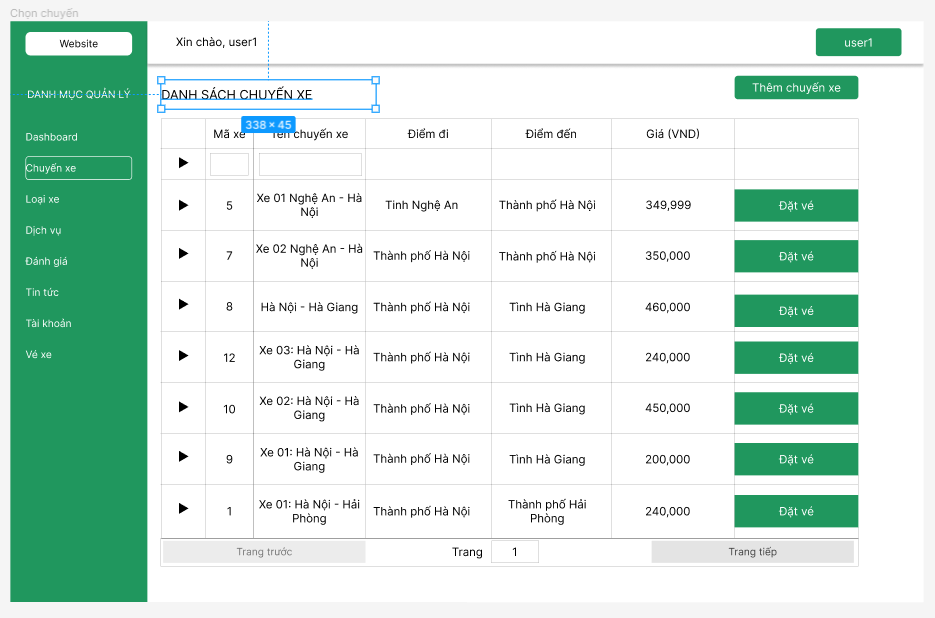 Chọn chuyến
Website
Xin chào, user1
user1
DANH MỤC QUẢN LÝ
Dashboard
Chuyến xe
Loại xe
Dịch vụ
Đánh giá
Tin tức
Tài khoản
Vé xe
DANH SÁCH CHUYẾN XE
338 × 45
Thêm chuyến xe
Mã xe Tên chuyến xe Điểm đi Điểm đến Giá (VND)
5 Xe 01 Nghệ An - Hà Nội Tỉnh Nghệ An Thành phố Hà Nội 349,999 Đặt vé
7 Xe 02 Nghệ An - Hà Nội Thành phố Hà Nội Thành phố Hà Nội 350,000 Đặt vé
8 Hà Nội - Hà Giang Thành phố Hà Nội Tỉnh Hà Giang 460,000 Đặt vé
12 Xe 03: Hà Nội - Hà Giang Thành phố Hà Nội Tỉnh Hà Giang 240,000 Đặt vé
10 Xe 02: Hà Nội - Hà Giang Thành phố Hà Nội Tỉnh Hà Giang 450,000 Đặt vé
9 Xe 01: Hà Nội - Hà Giang Thành phố Hà Nội Tỉnh Hà Giang 200,000 Đặt vé
1 Xe 01: Hà Nội - Hải Phòng Thành phố Hà Nội Thành phố Hải Phòng 240,000 Đặt vé
Trang trước Trang 1 Trang tiếp